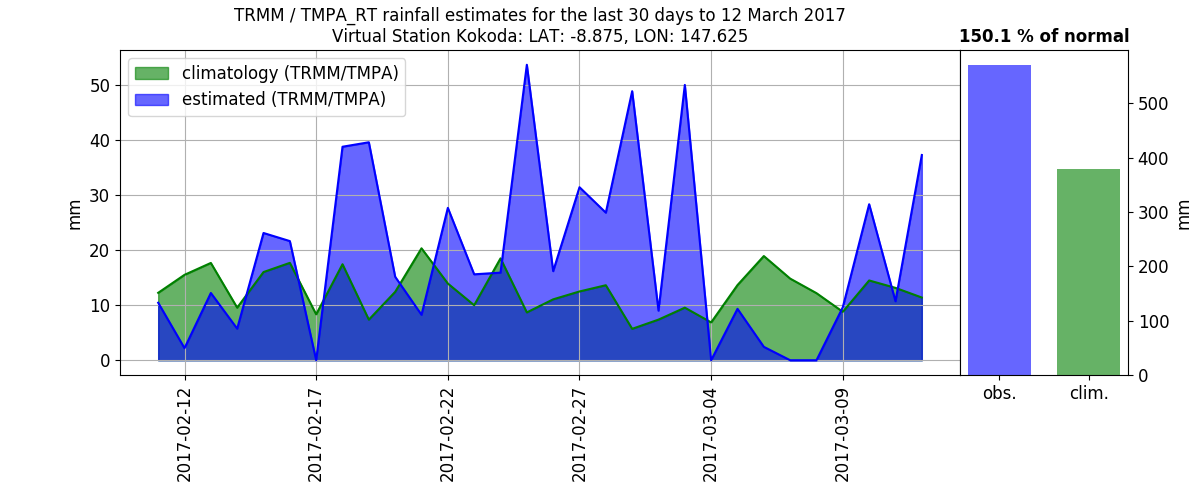 TRMM / TMPA_RT rainfall estimates for the last 30 days to 12 March 2017
Virtual Station Kokoda: LAT: -8.875, LON: 147.625
150.1 % of normal
climatology (TRMM/TMPA)
estimated (TRMM/TMPA)
50
40
30
20
10
0
mm
2017-02-12
2017-02-17
2017-02-22
2017-02-27
2017-03-04
2017-03-09
500
400
300
200
100
0
mm
obs.
clim.